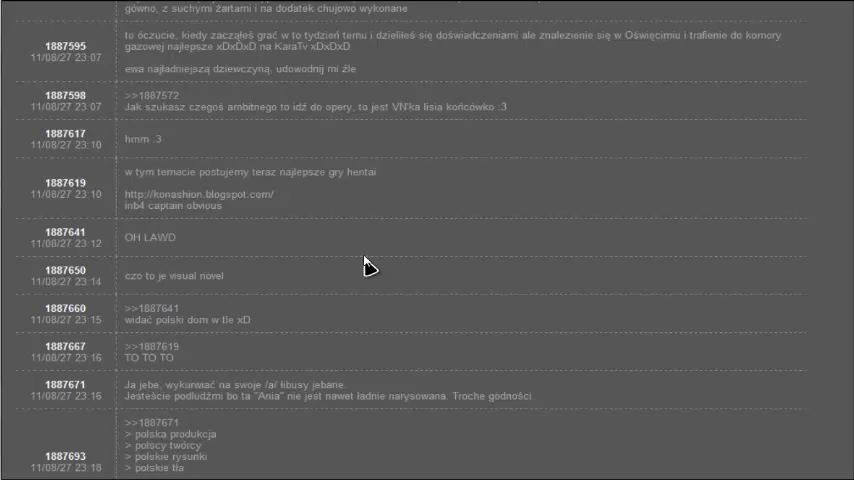 gówno, z suchymi żartami i na dodatek chujowo wykonane
1887595
11/08/27 23:07
to óczucie, kiedy zacząłeś grać w to tydzień temu i dzieliłeś się doświadczeniami ale znalezienie się w Oświęcimiu i trafienie do komory
gazowej najlepsze xDxDxD na KaraTv xDxDxD
ewa najładniejszą dziewczyną, udowodnij mi źle
1887598
11/08/27 23:07
>>1887572
Jak szukasz czegoś ambitnego to idź do opery, to jest VN'ka lisia końcówko :3
1887617
11/08/27 23:10
hmm :3
1887619
11/08/27 23:10
w tym temacie postujemy teraz najlepsze gry hentai
http://konashion.blogspot.com/
inb4 captain obvious
1887641
11/08/27 23:12
OH LAWD
1887650
11/08/27 23:14
czo to je visual novel
1887660
11/08/27 23:15
>>1887641
widać polski dom w tle xD
1887667
11/08/27 23:16
>>1887619
TO TO TO
1887671
11/08/27 23:16
Ja jebe, wykurwiać na swoje /a/ łibusy jebane.
Jesteście podludźmi bo ta "Ania" nie jest nawet ładnie narysowana. Troche godności.
1887693
11/08/27 23:18
>>1887671
> polska produkcja
> polscy twórcy
> polskie rysunki
> polskie tła